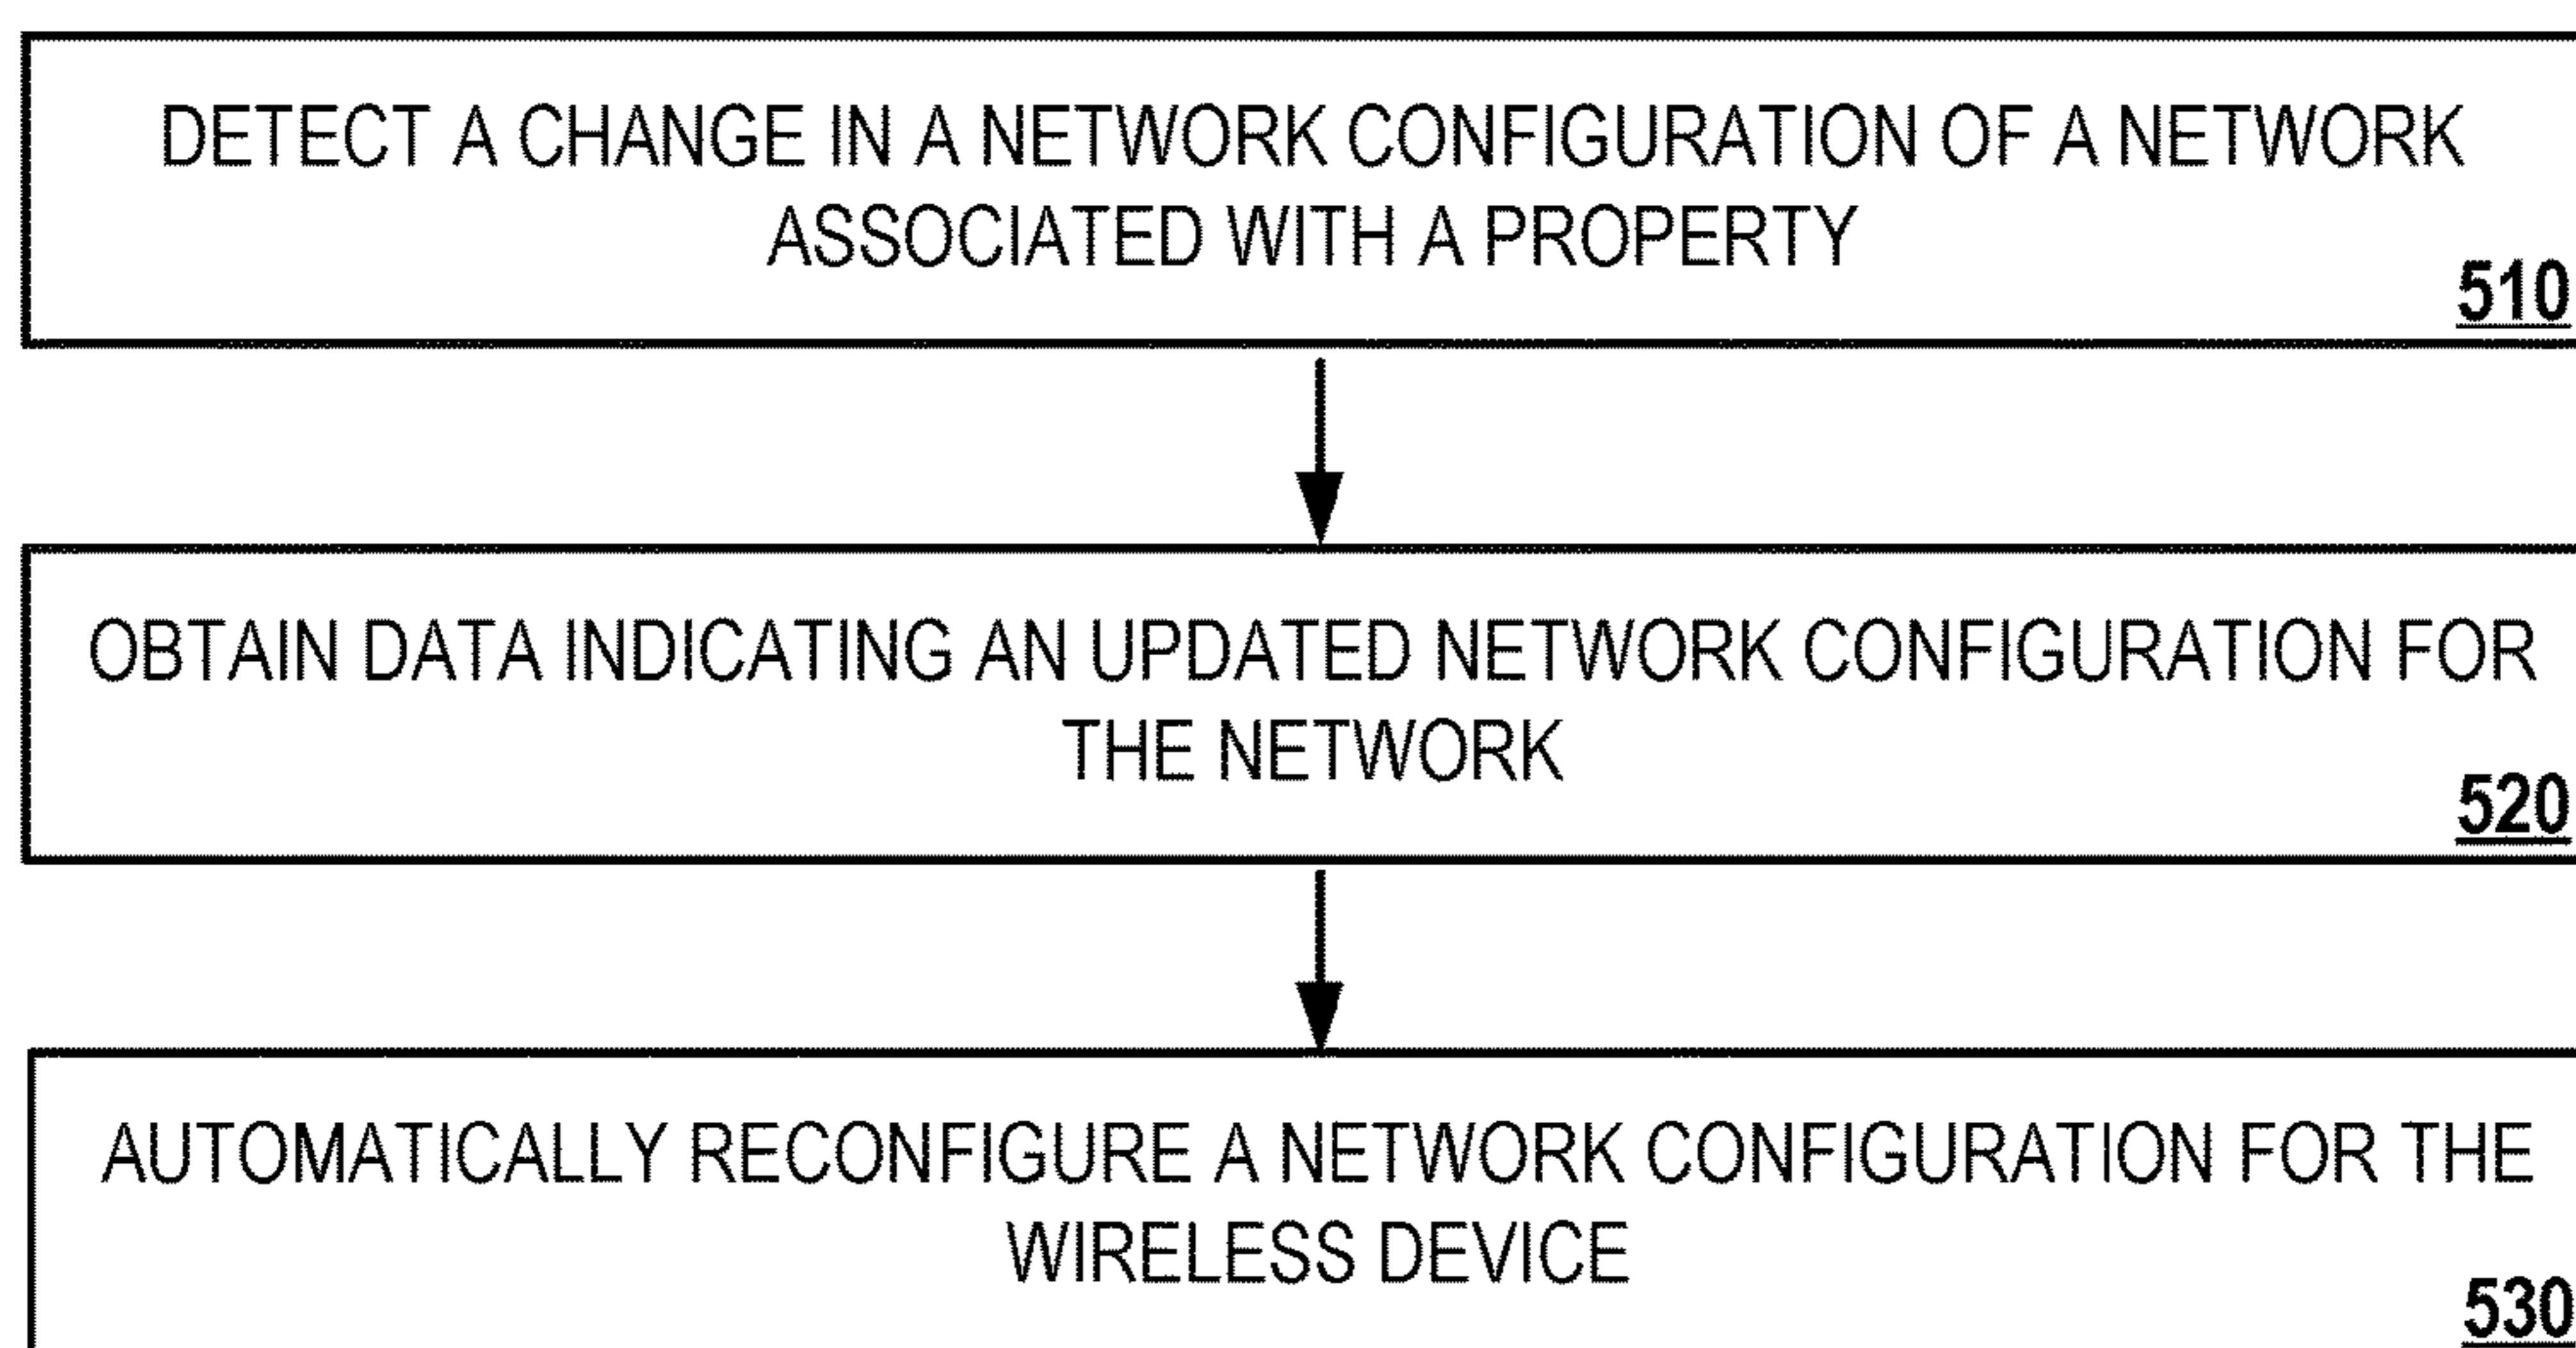 DETECT A CHANGE IN A NETWORK CONFIGURATION OF A NETWORK
ASSOCIATED WITH A PROPERTY
510
OBTAIN DATA INDICATING AN UPDATED NETWORK CONFIGURATION FOR
THE NETWORK
520
AUTOMATICALLY RECONFIGURE A NETWORK CONFIGURATION FOR THE
WIRELESS DEVICE
530